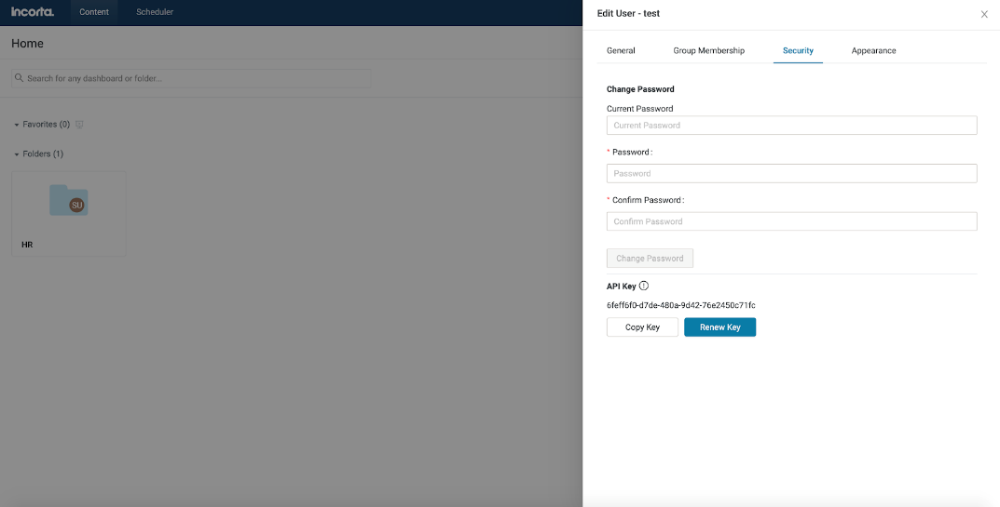 Incorta.
Content
Scheduler
Home
Search for any dashboard or folder...
Favorites (0)
Folders (1)
SU
HR
Edit User - test
General
Group Membership
Security
Appearance
Change Password
Current Password
Current Password
* Password :
Password
* Confirm Password :
Confirm Password
Change Password
API Key
6feff6f0-d7de-480a-9d42-76e2450c71fc
Copy Key
Renew Key